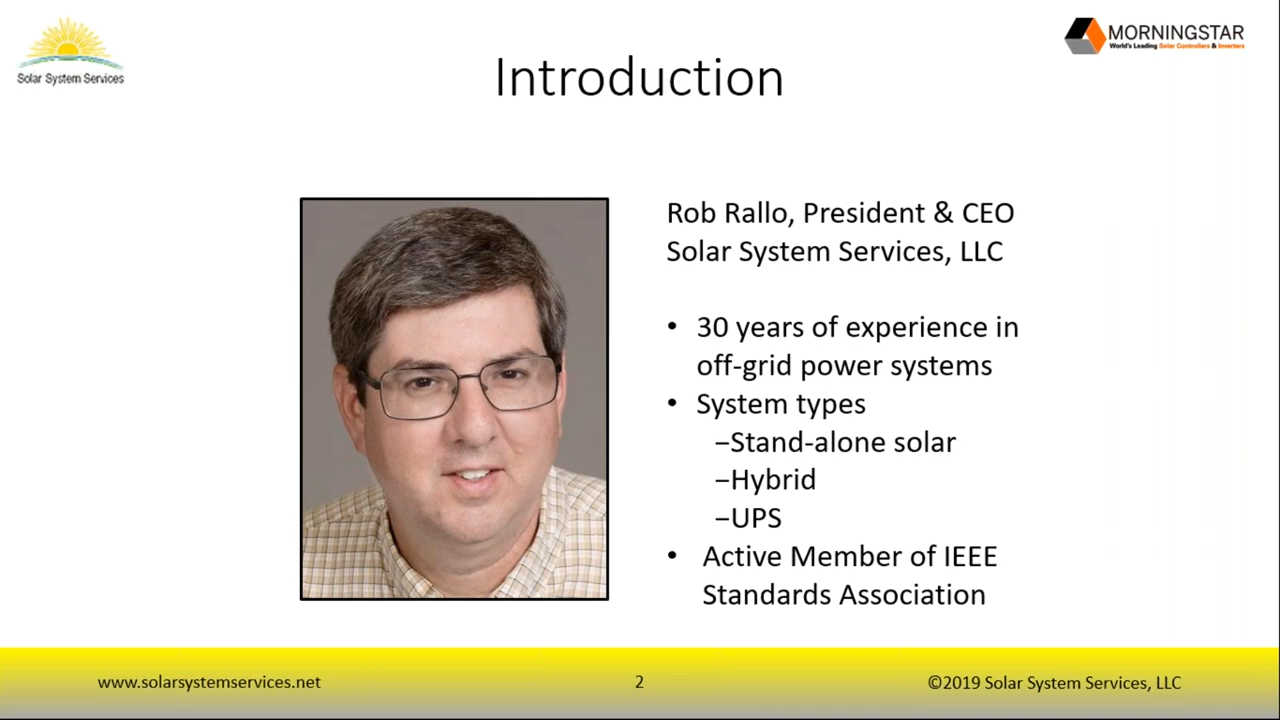 Solar System Services
MORNINGSTAR
World's Leading Solar Controllers & Inverters
Introduction
Rob Rallo, President & CEO
Solar System Services, LLC
• 30 years of experience in
off-grid power systems
• System types
–Stand-alone solar
–Hybrid
–UPS
• Active Member of IEEE
Standards Association
www.solarsystemservices.net
2
©2019 Solar System Services, LLC